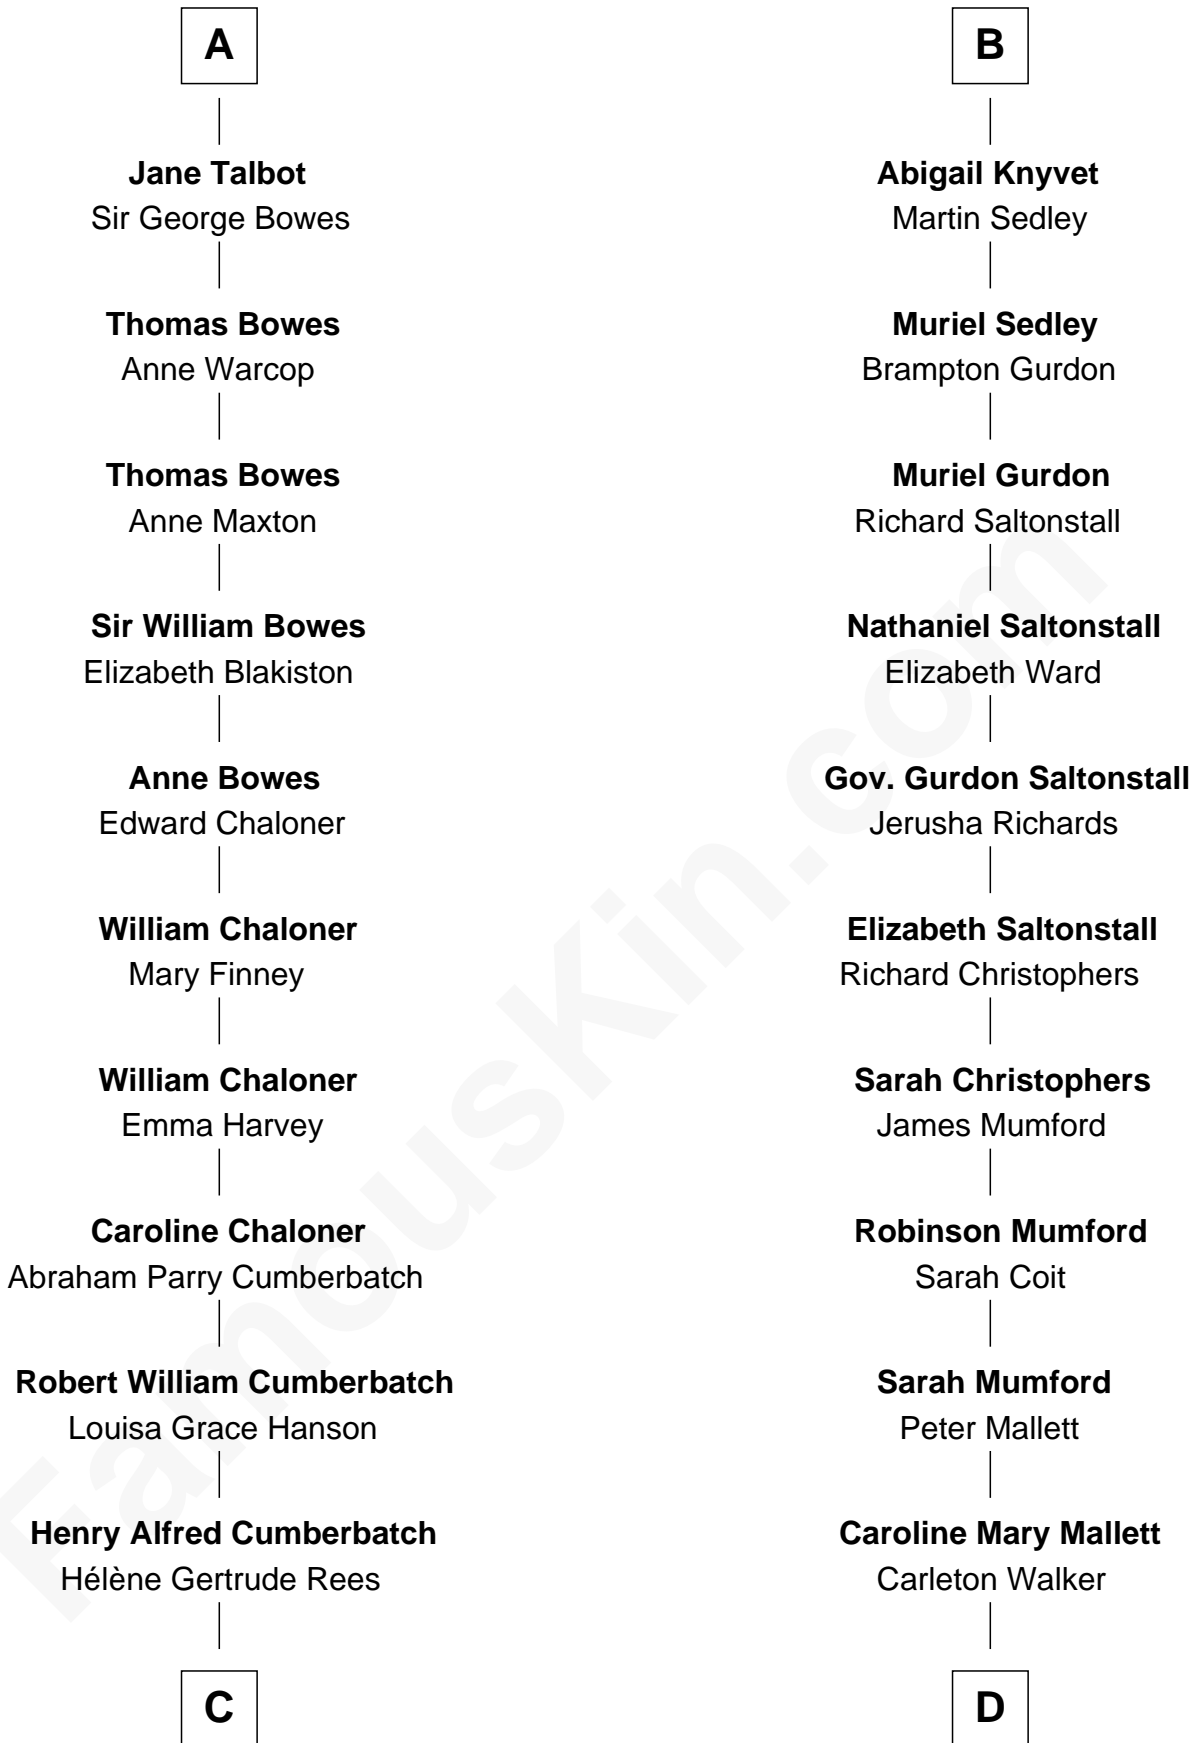 A
Jane Talbot
Sir George Bowes
Thomas Bowes
Anne Warcop
Thomas Bowes
Anne Maxton
Sir William Bowes
Elizabeth Blakiston
Anne Bowes
Edward Chaloner
William Chaloner
Mary Finney
William Chaloner
Emma Harvey
Caroline Chaloner
Abraham Parry Cumberbatch
Robert William Cumberbatch
Louisa Grace Hanson
Henry Alfred Cumberbatch
Hélène Gertrude Rees
C
B
Abigail Knyvet
Martin Sedley
Muriel Sedley
Brampton Gurdon
Muriel Gurdon
Richard Saltonstall
Nathaniel Saltonstall
Elizabeth Ward
Gov. Gurdon Saltonstall
Jerusha Richards
Elizabeth Saltonstall
Richard Christophers
Sarah Christophers
James Mumford
Robinson Mumford
Sarah Coit
Sarah Mumford
Peter Mallett
Caroline Mary Mallett
Carleton Walker
D
FamousKin.com